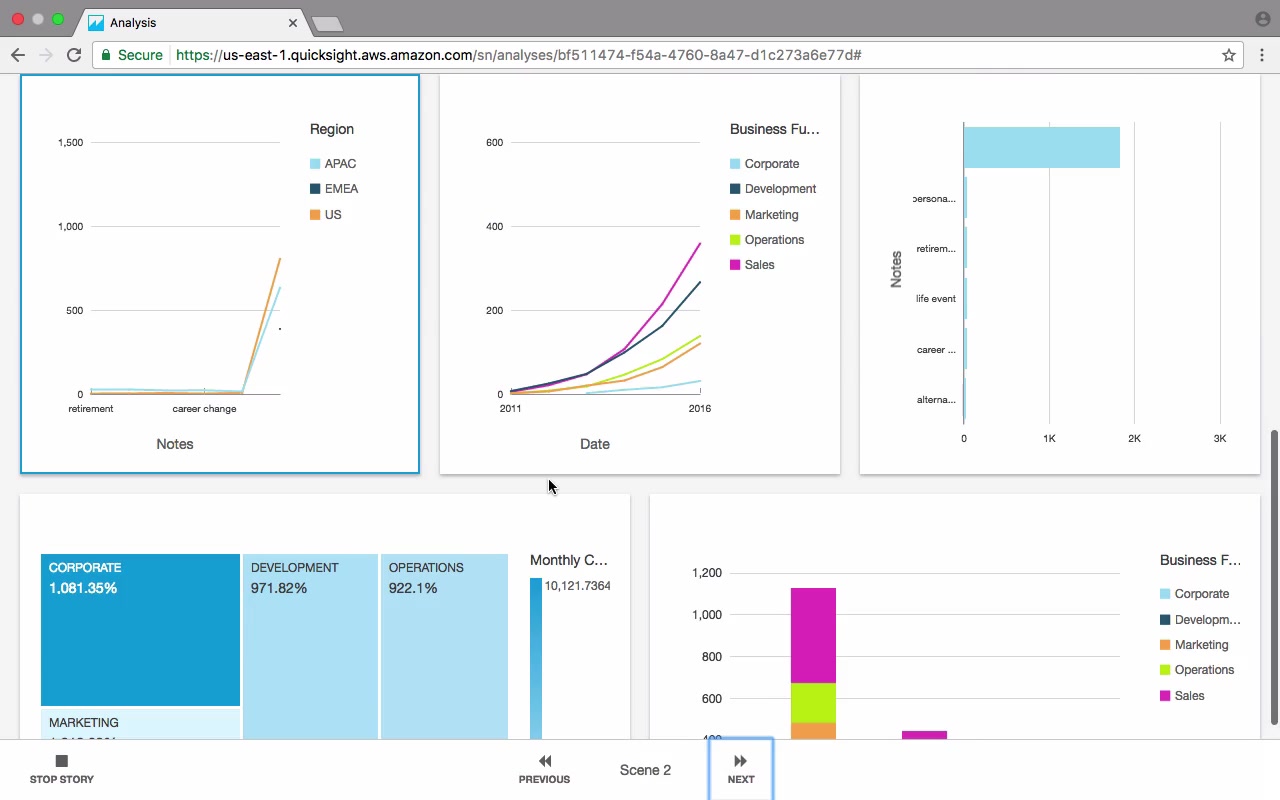 Analysis
Secure
https://us-east-1.quicksight.aws.amazon.com/sn/analyses/bf511474-f54a-4760-8a47-d1c273a6e77d#
Region
APAC
EMEA
US
1,500
1,000
500
0
retirement
career change
Notes
Business Fu...
Corporate
Development
Marketing
Operations
Sales
600
400
200
0
2011
2016
Date
Notes
persona...
retirem...
life event
career ...
alterna...
0
1K
2K
3K
CORPORATE
1,081.35%
DEVELOPMENT
971.82%
OPERATIONS
922.1%
MARKETING
Monthly C...
10,121.7364
1,200
1,000
800
600
400
Business F...
Corporate
Developm...
Marketing
Operations
Sales
STOP STORY
PREVIOUS
Scene 2
NEXT